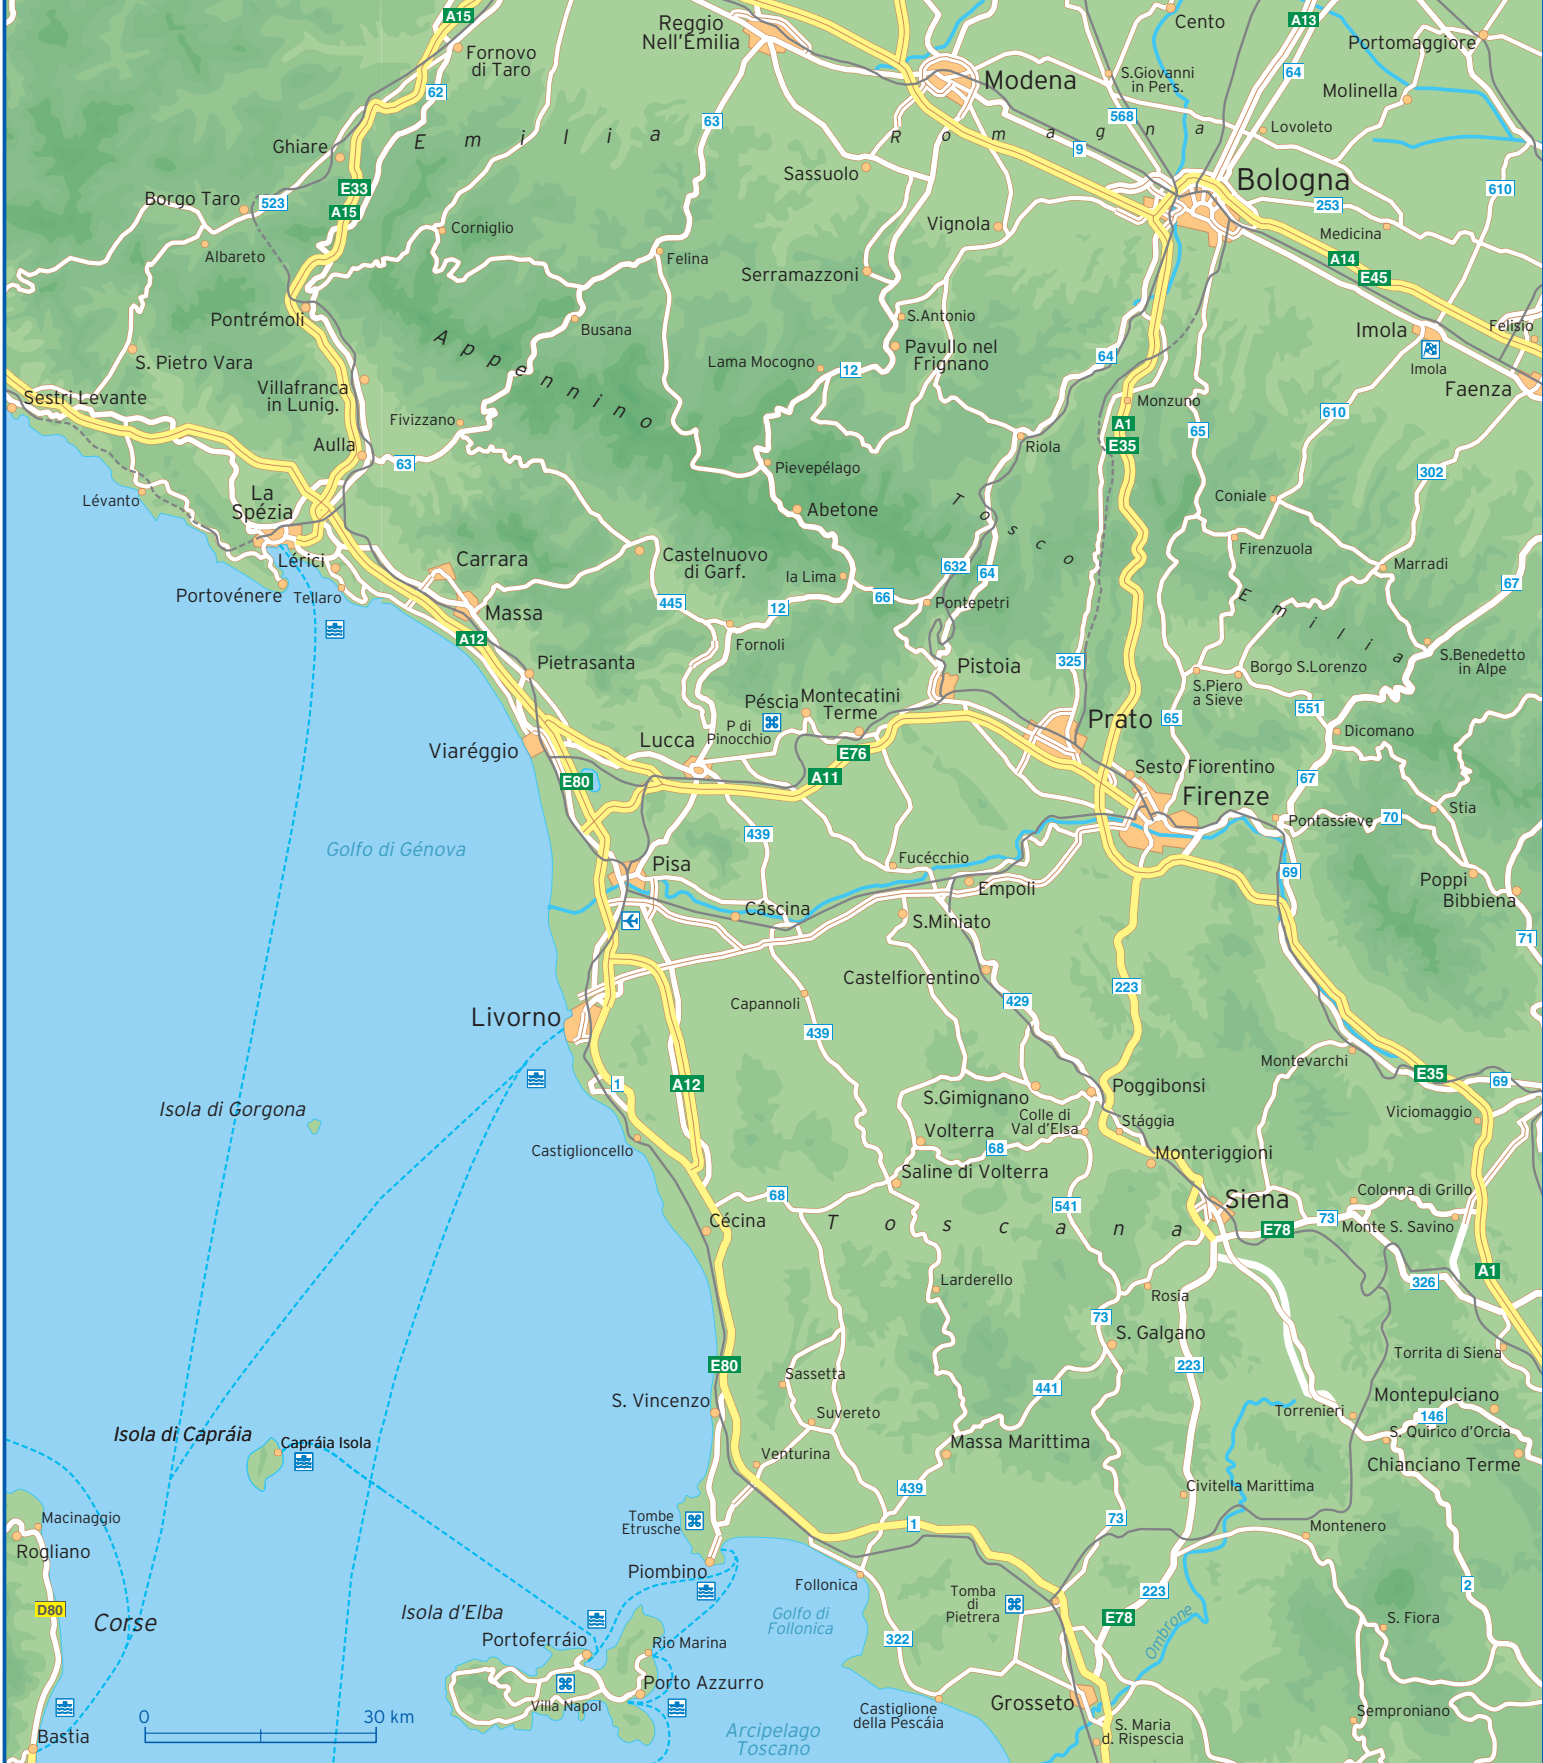 A15
Reggio
Nell'Emilia
Cento
A13
Portomaggiore
Fornovo
di Taro
62
Modena
S.Giovanni
in Pers.
64
Molinella
Ghiare
Emilia
63
Romagna
568
9
Lovoleto
E33
A15
Borgo Taro
523
Sassuolo
Bologna
610
253
Corniglio
Albareto
Vignola
Medicina
Felina
Serramazzoni
A14
E45
Pontrémoli
Busana
S.Antonio
Pavullo nel
Frignano
Imola
Felisio
Appennino
S. Pietro Vara
Lama Mocogno
12
64
Imola
Faenza
Villafranca
in Lunig.
Sestri Levante
Fivizzano
Monzuno
A1
E35
65
610
Aulla
63
Riola
Pievepélago
302
Lévanto
La
Spézia
Abetone
Tosco
Coniale
Lérici
Carrara
Castelnuovo
di Garf.
la Lima
632
64
Firenzuola
Marradi
67
Portovénere
Tellaro
Massa
445
12
66
Pontepetri
Emilia
A12
Fornoli
Pietrasanta
Pistoia
325
Borgo S.Lorenzo
S.Benedetto
in Alpe
S.Piero
a Sieve
Péscia
Montecatini
Terme
P di
Pinocchio
Prato
65
551
Dicomano
Viaréggio
Lucca
E76
A11
E80
Sesto Fiorentino
Firenze
67
Stia
Pontassieve
70
439
Golfo di Génova
Pisa
Fucécchio
69
Empoli
Poppi
Bibbiena
Cáscina
S.Miniato
71
Castelfiorentino
Capannoli
223
429
Livorno
439
Montevarchi
E35
69
1
A12
Isola di Gorgona
S.Gimignano
Poggibonsi
Viciomaggio
Colle di
Val d'Elsa
Stággia
Castiglioncello
Volterra
68
Monteriggioni
Saline di Volterra
68
541
Siena
Colonna di Grillo
73
E78
Monte S. Savino
Cécina
Toscana
Larderello
Rosia
326
A1
73
S. Galgano
E80
223
Torrita di Siena
Sassetta
441
S. Vincenzo
Suvereto
Torrenieri
Montepulciano
146
S. Quirico d'Orcia
Isola di Capráia
Capráia Isola
Venturina
Massa Marittima
Chianciano Terme
439
Civitella Marittima
Macinaggio
Tombe
Etrusche
1
73
Montenero
Rogliano
Piombino
Follonica
Tomba
di
Pietrera
223
2
D80
Corse
Isola d'Elba
Golfo di
Follonica
E78
Ombrone
S. Fiora
Portoferráio
Rio Marina
322
Porto Azzurro
Villa Napol
Castiglione
della Pescáia
Grosseto
Semproniano
0
30 km
Arcipelago
Toscano
S. Maria
d. Rispescia
Bastia